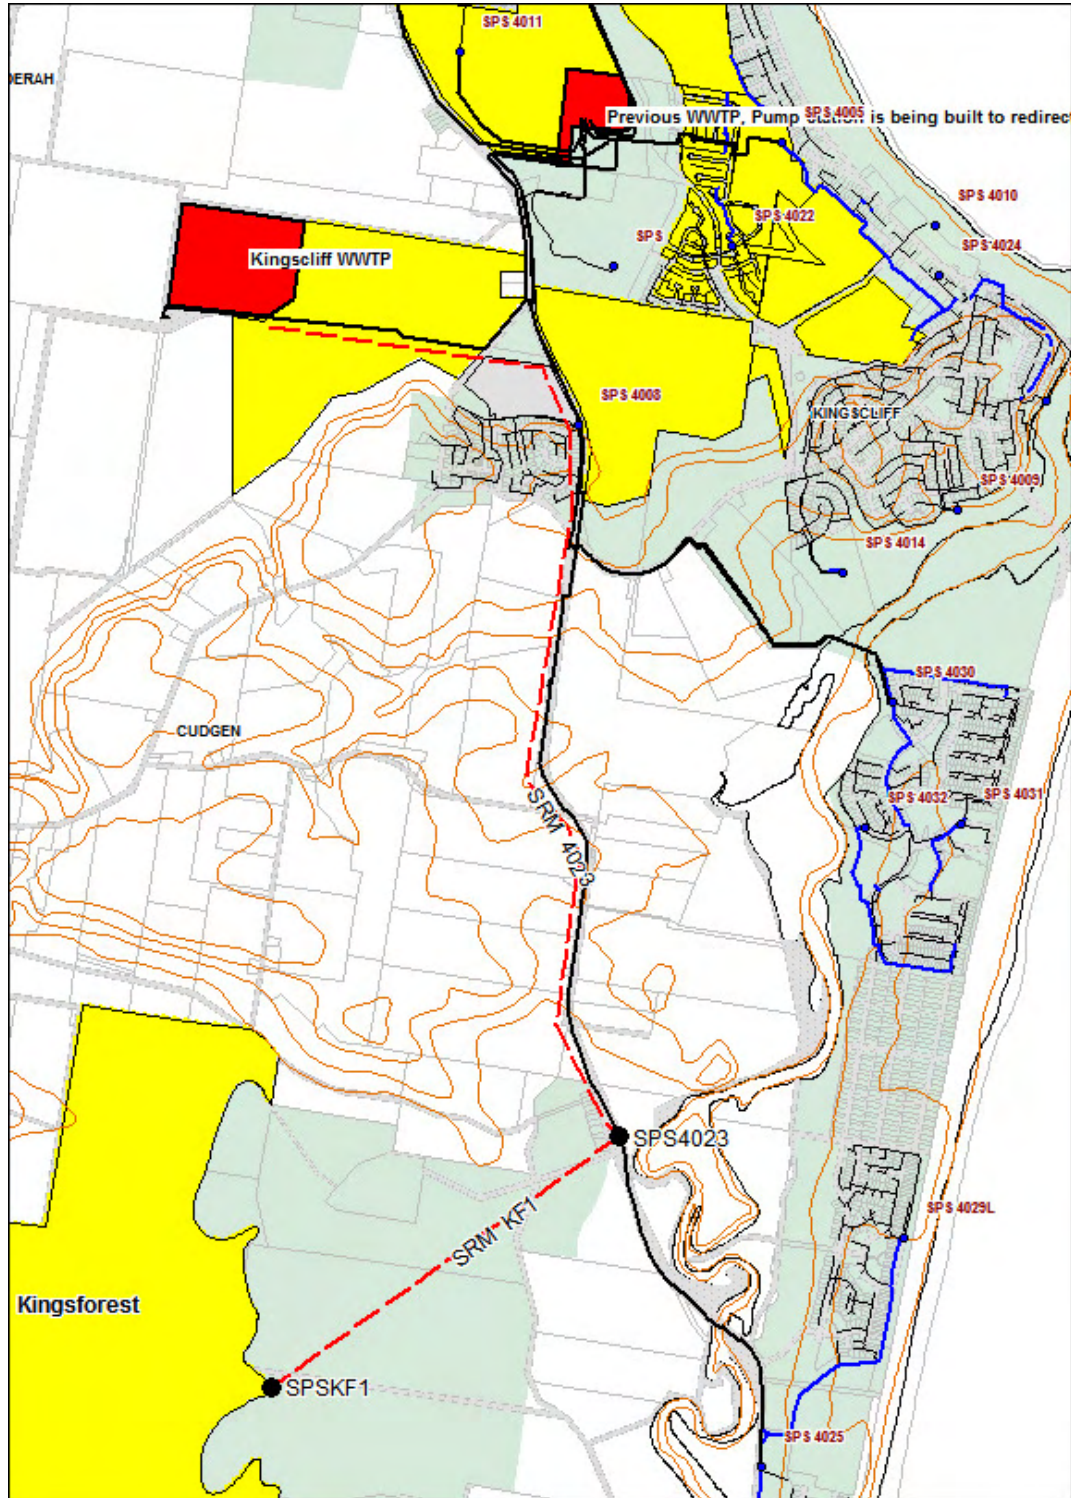 SPS 4011
DERAH
SPS 4005
Previous WWTP, Pump station is being built to redirect
SPS 4010
SPS 4022
SPS
SPS 4024
Kingscliff WWTP
SPS 4008
KINGSCLIFF
SPS 4009
SPS 4014
SPS 4030
CUDGEN
SPS 4032
SPS 4031
SRM 4023
SPS4023
SPS 4029L
SRM KF1
Kingsforest
SPSKF1
SPS 4025